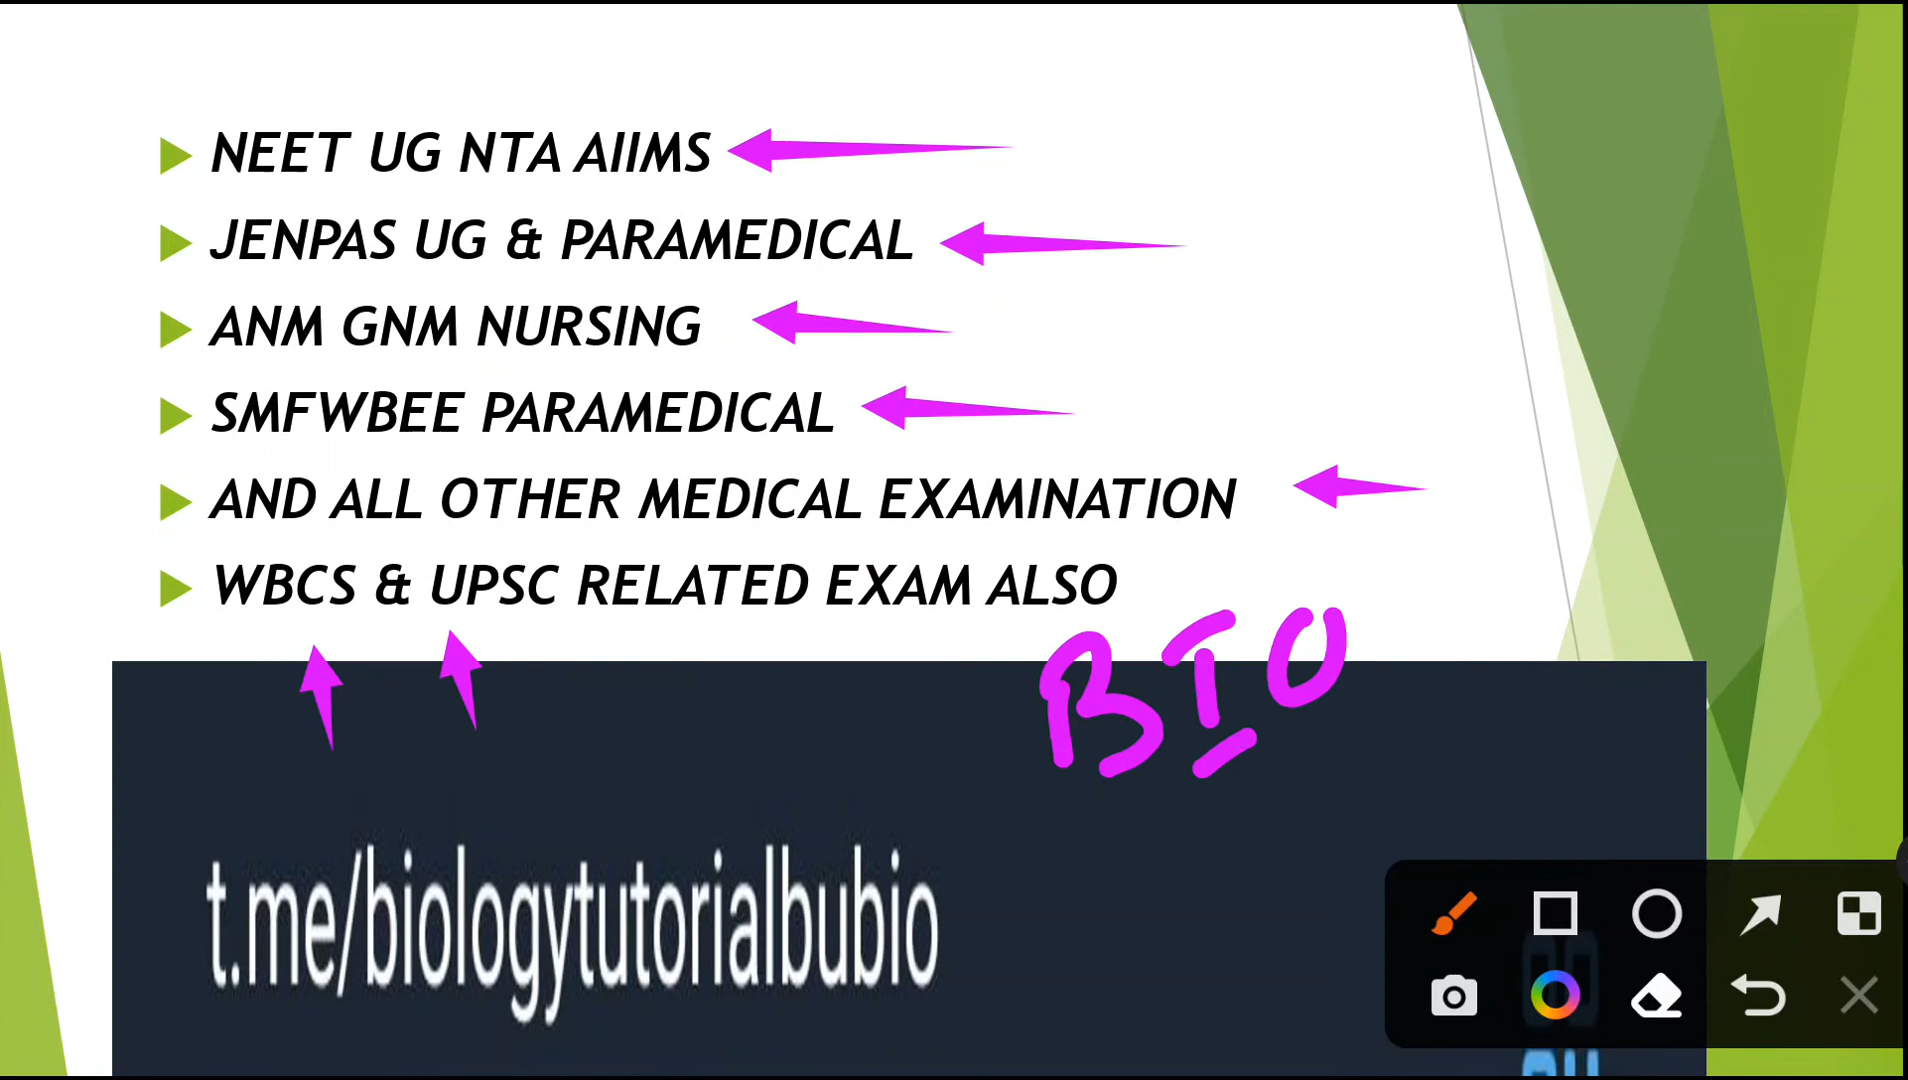 NEET UG NTA AIIMS
JENPAS UG & PARAMEDICAL
ANM GNM NURSING
SMFWBEE PARAMEDICAL
AND ALL OTHER MEDICAL EXAMINATION
WBCS & UPSC RELATED EXAM ALSO
BIO
t.me/biologytutorialbubio